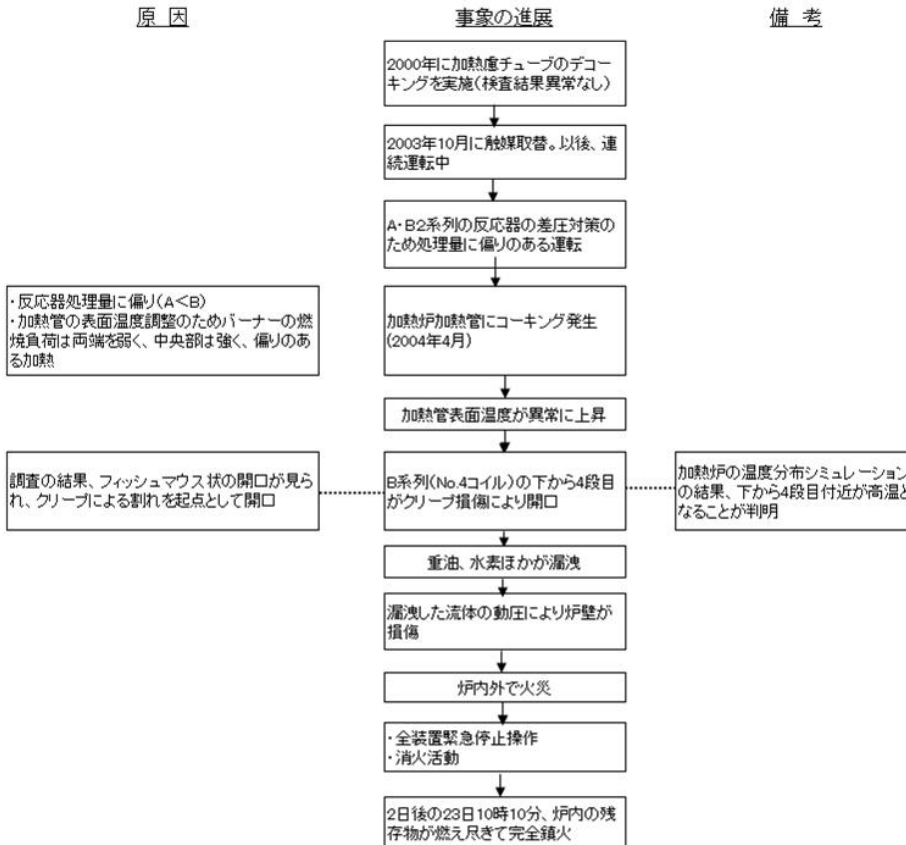 原 因
事象の進展
備 考
2000年に加熱慮チューブのデコー
キングを実施(検査結果異常なし)
2003年10月に触媒取替。以後、連
続運転中
A・B2系列の反応器の差圧対策の
ため処理量に偏りのある運転
・反応器処理量に偏り(A<B)
・加熱管の表面温度調整のためバーナーの燃
焼負荷は両端を弱く、中央部は強く、偏りのあ
る加熱
加熱炉加熱管にコーキング発生
(2004年4月)
加熱管表面温度が異常に上昇
調査の結果、フィッシュマウス状の開口が見ら
れ、クリープによる割れを起点として開口
B系列(No.4コイル)の下から4段目
がクリープ損傷により開口
加熱炉の温度分布シミュレーション
の結果、下から4段目付近が高温と
なることが判明
重油、水素ほかが漏洩
漏洩した流体の動圧により炉壁が
損傷
炉内外で火災
・全装置緊急停止操作
・消火活動
2日後の23日10時10分、炉内の残
存物が燃え尽きて完全鎮火